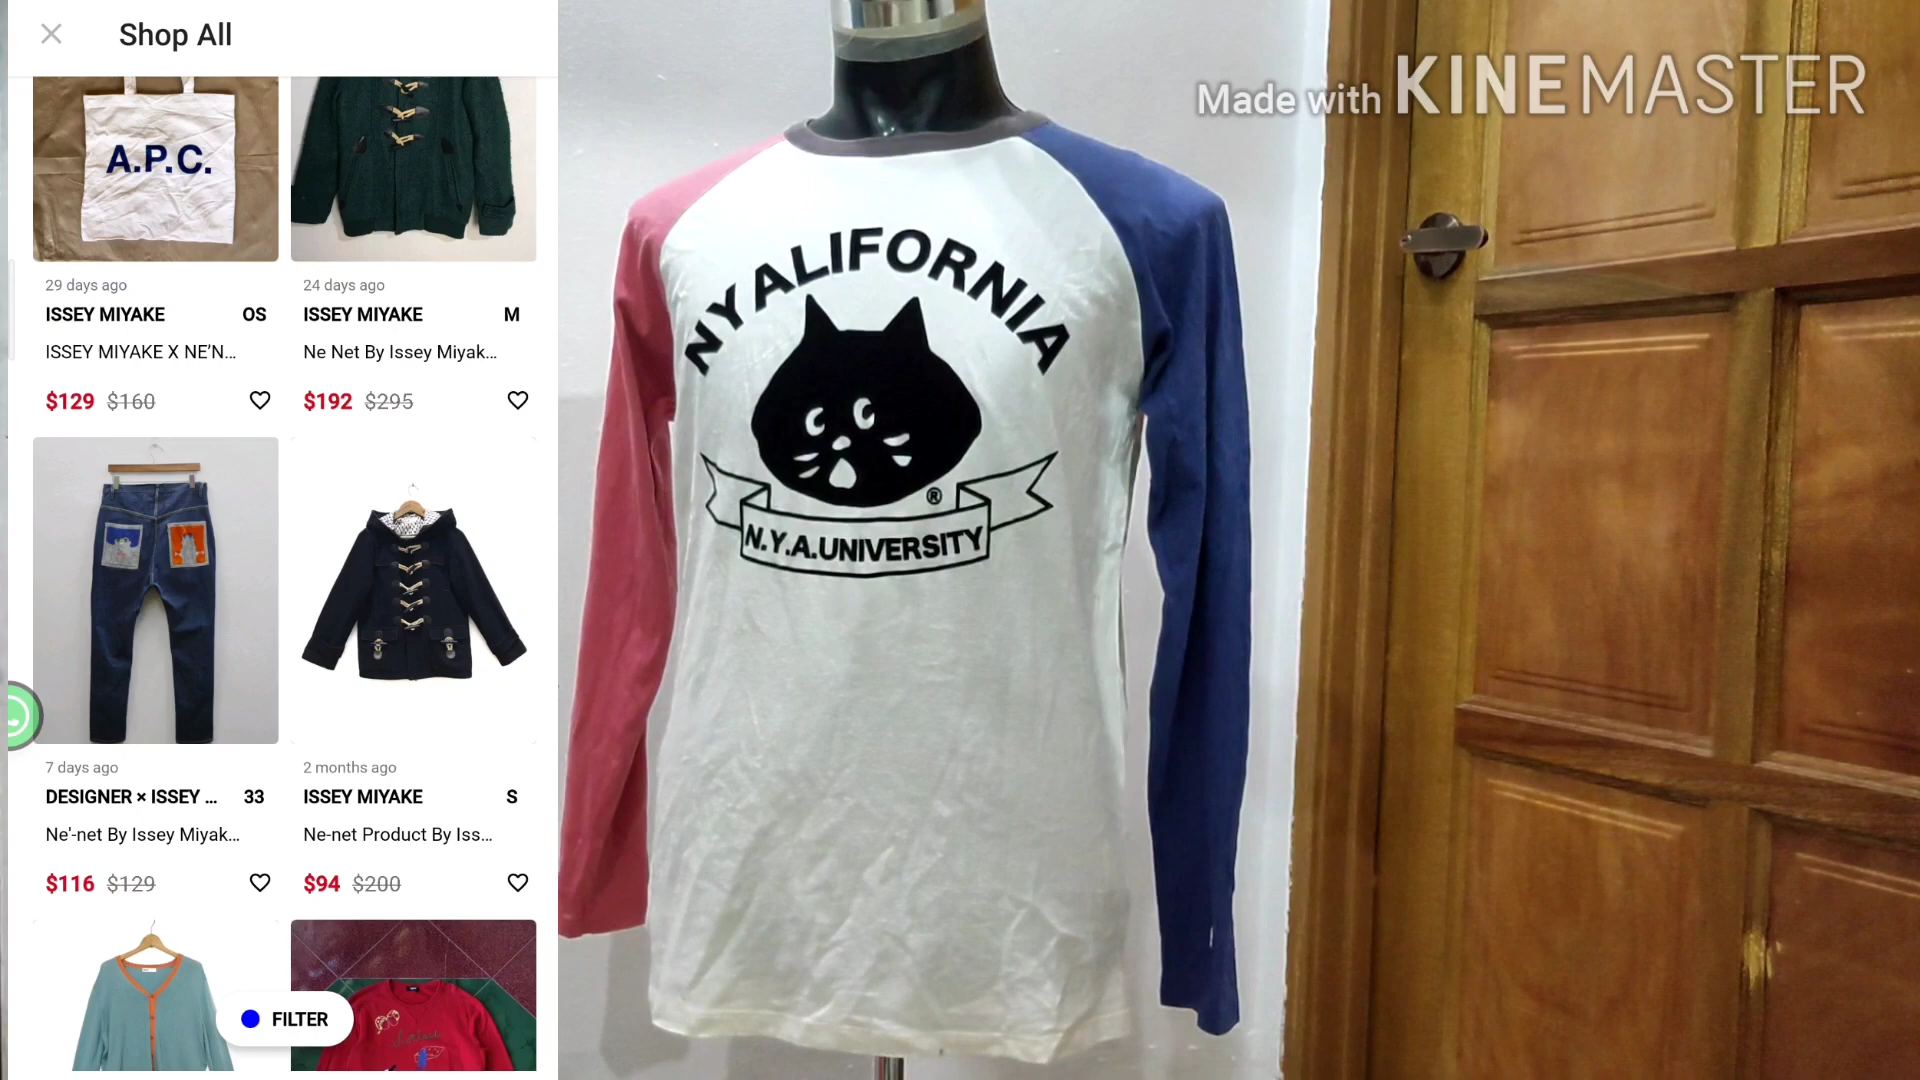 Shop All
A.P.C.
29 days ago
ISSEY MIYAKE OS
ISSEY MIYAKE X NE'N...
$129 $160
24 days ago
ISSEY MIYAKE M
Ne Net By Issey Miyak...
$192 $295
7 days ago
DESIGNER × ISSEY ... 33
Ne'-net By Issey Miyak...
$116 $129
2 months ago
ISSEY MIYAKE S
Ne-net Product By Iss...
$94 $200
FILTER
Made with KINEMASTER
NYALIFORNIA
®
N.Y.A.UNIVERSITY